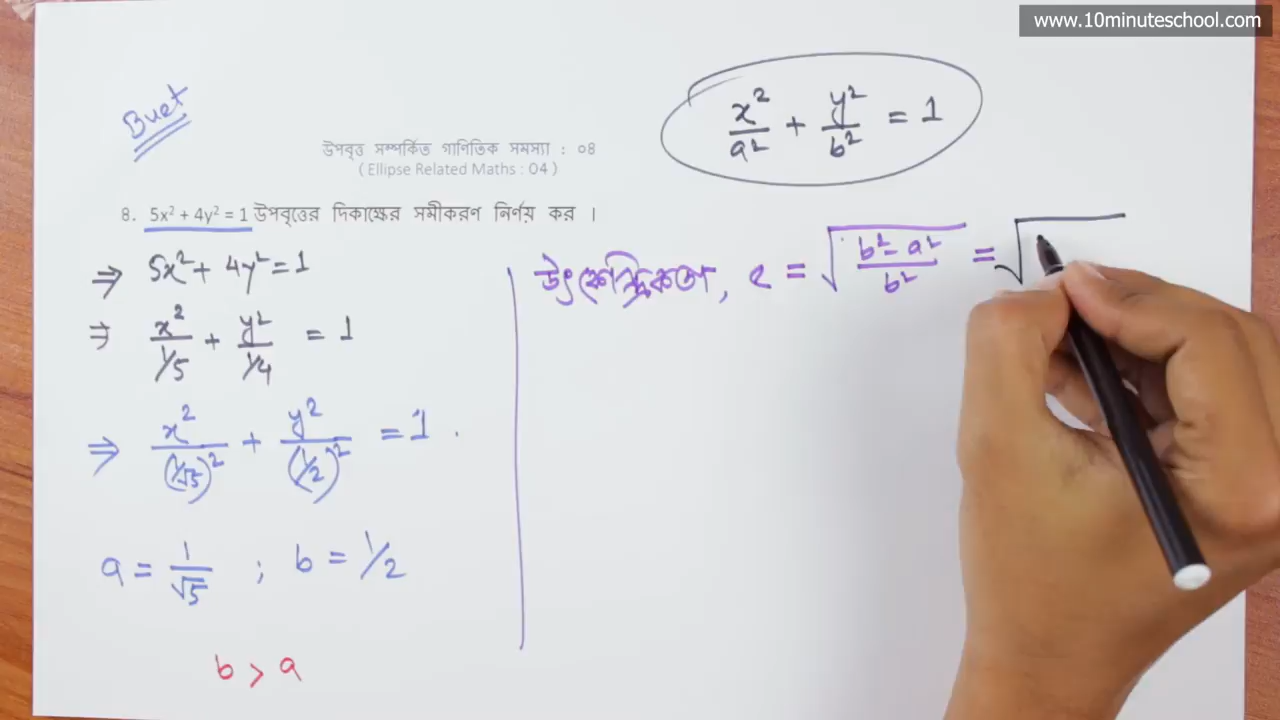 www.10minuteschool.com
Buet
x²/a² + y²/b² = 1
উপবৃত্ত সম্পর্কিত গাণিতিক সমস্যা : ০৪
( Ellipse Related Maths : 04 )
8. 5x² + 4y² = 1 উপবৃত্তের দিকাক্ষের সমীকরণ নির্ণয় কর ।
⇒ 5x² + 4y² = 1
⇒ x²/(1/5) + y²/(1/4) = 1
⇒ x²/(1/√5)² + y²/(1/2)² = 1
a = 1/√5 ; b = 1/2
b > a
উৎকেন্দ্রিকতা, e = √((b² - a²)/b²) = √